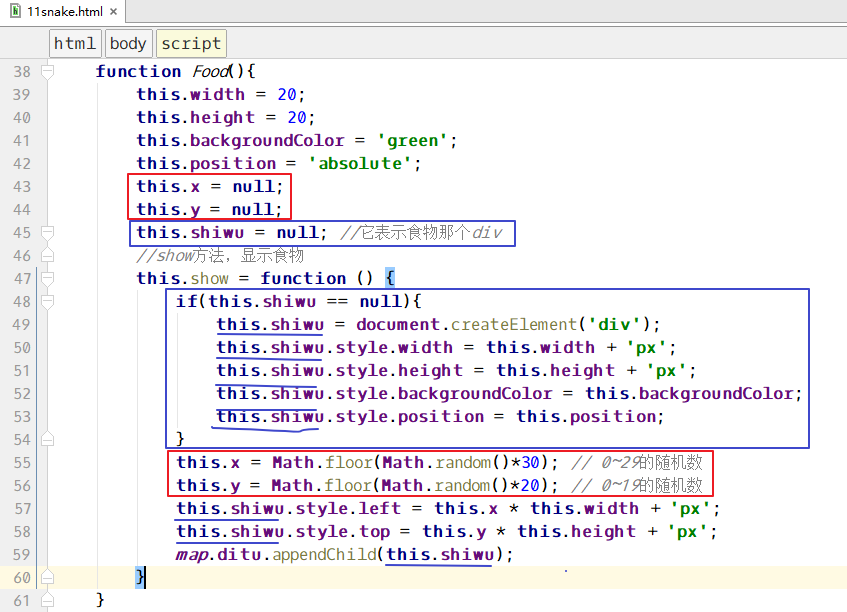 11snake.html ×
html body script
38 function Food(){
39 this.width = 20;
40 this.height = 20;
41 this.backgroundColor = 'green';
42 this.position = 'absolute';
43 this.x = null;
44 this.y = null;
45 this.shiwu = null; //它表示食物那个div
46 //show方法，显示食物
47 this.show = function () {
48 if(this.shiwu == null){
49 this.shiwu = document.createElement('div');
50 this.shiwu.style.width = this.width + 'px';
51 this.shiwu.style.height = this.height + 'px';
52 this.shiwu.style.backgroundColor = this.backgroundColor;
53 this.shiwu.style.position = this.position;
54 }
55 this.x = Math.floor(Math.random()*30); // 0~29的随机数
56 this.y = Math.floor(Math.random()*20); // 0~19的随机数
57 this.shiwu.style.left = this.x * this.width + 'px';
58 this.shiwu.style.top = this.y * this.height + 'px';
59 map.ditu.appendChild(this.shiwu);
60 }
61 }